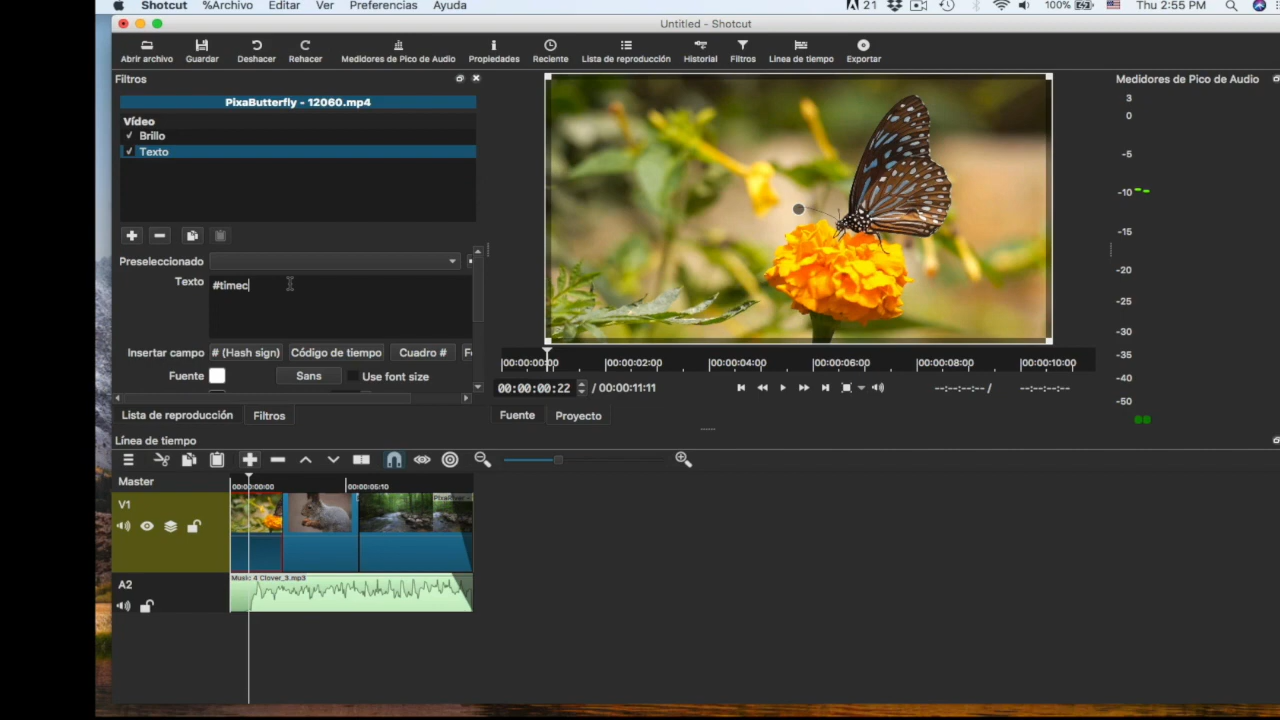 Shotcut %Archivo Editar Ver Preferencias Ayuda 21 100% Thu 2:55 PM
Untitled - Shotcut
Abrir archivo Guardar Deshacer Rehacer Medidores de Pico de Audio Propiedades Reciente Lista de reproducción Historial Filtros Línea de tiempo Exportar
Filtros
Medidores de Pico de Audio
PixaButterfly - 12060.mp4
Vídeo
Brillo
Texto
3
0
-5
-10
-15
-20
-25
-30
-35
-40
-50
Preseleccionado
Texto #timec
Insertar campo # (Hash sign) Código de tiempo Cuadro #
Fuente Sans Use font size
00:00:00:00 00:00:02:00 00:00:04:00 00:00:06:00 00:00:08:00 00:00:10:00
00:00:00:22 / 00:00:11:11 --:--:--:-- / --:--:--:--
Lista de reproducción Filtros Fuente Proyecto
Línea de tiempo
Master 00:00:00:00 00:00:05:10
V1
A2 Music 4 Clover_3.mp3